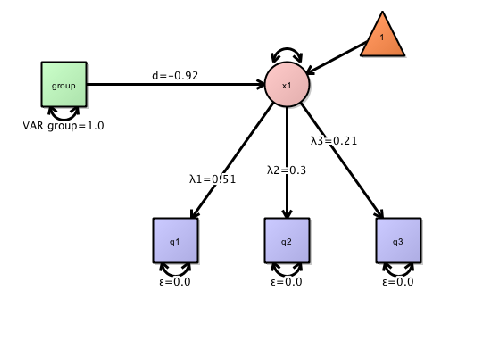 1
group
d=-0.92
x1
VAR group=1.0
λ3=0.21
λ2=0.3
λ1=0.51
q1
q2
q3
ε=0.0
ε=0.0
ε=0.0